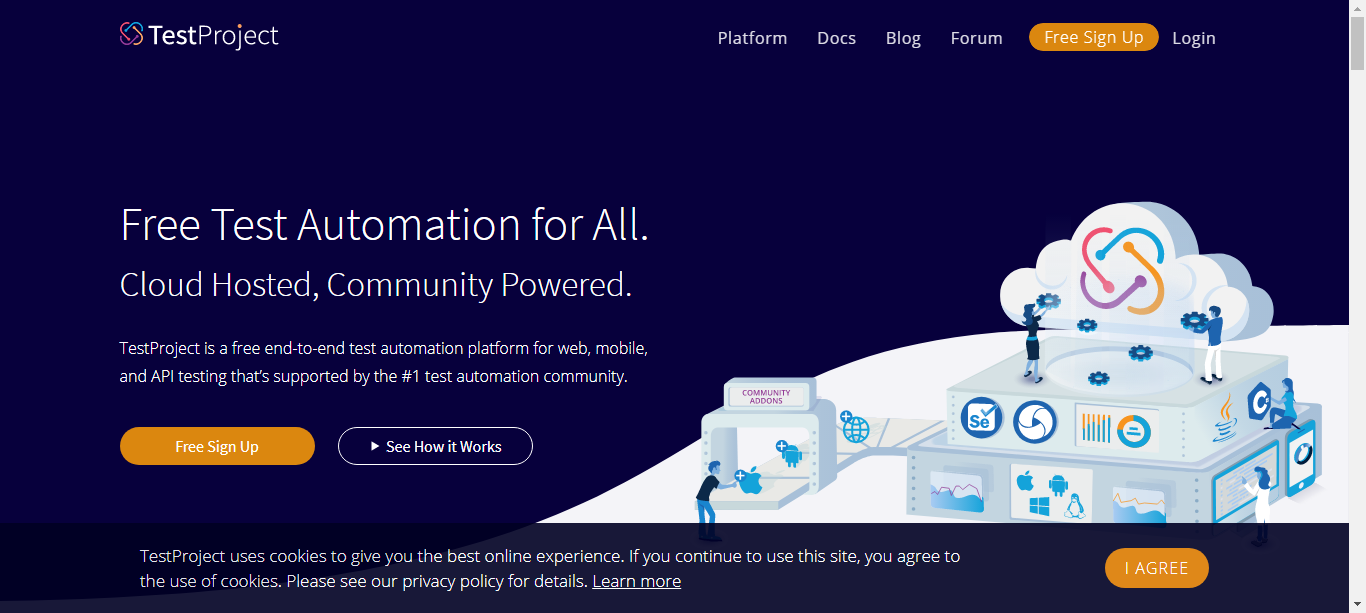 TestProject
Platform Docs Blog Forum Free Sign Up Login
Free Test Automation for All.
Cloud Hosted, Community Powered.
TestProject is a free end-to-end test automation platform for web, mobile,
and API testing that’s supported by the #1 test automation community.
Free Sign Up
See How it Works
COMMUNITY
ADDONS
Se
C
TestProject uses cookies to give you the best online experience. If you continue to use this site, you agree to
the use of cookies. Please see our privacy policy for details. Learn more
I AGREE